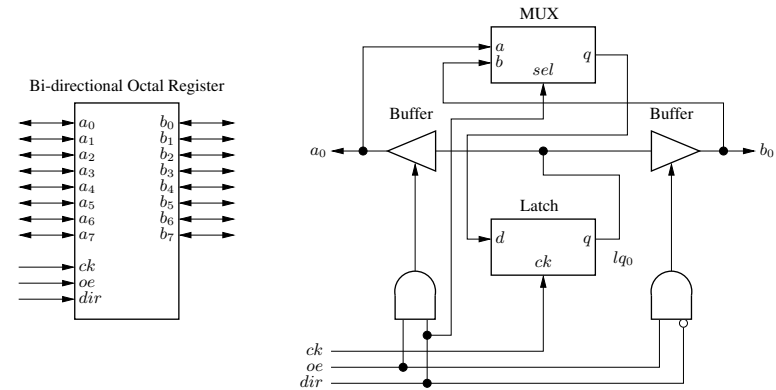 Bi-directional Octal Register
a0 b0
a1 b1
a2 b2
a3 b3
a4 b4
a5 b5
a6 b6
a7 b7
ck
oe
dir
MUX
a q
b
sel
Buffer Buffer
a0 b0
Latch
d q
ck lq0
ck
oe
dir